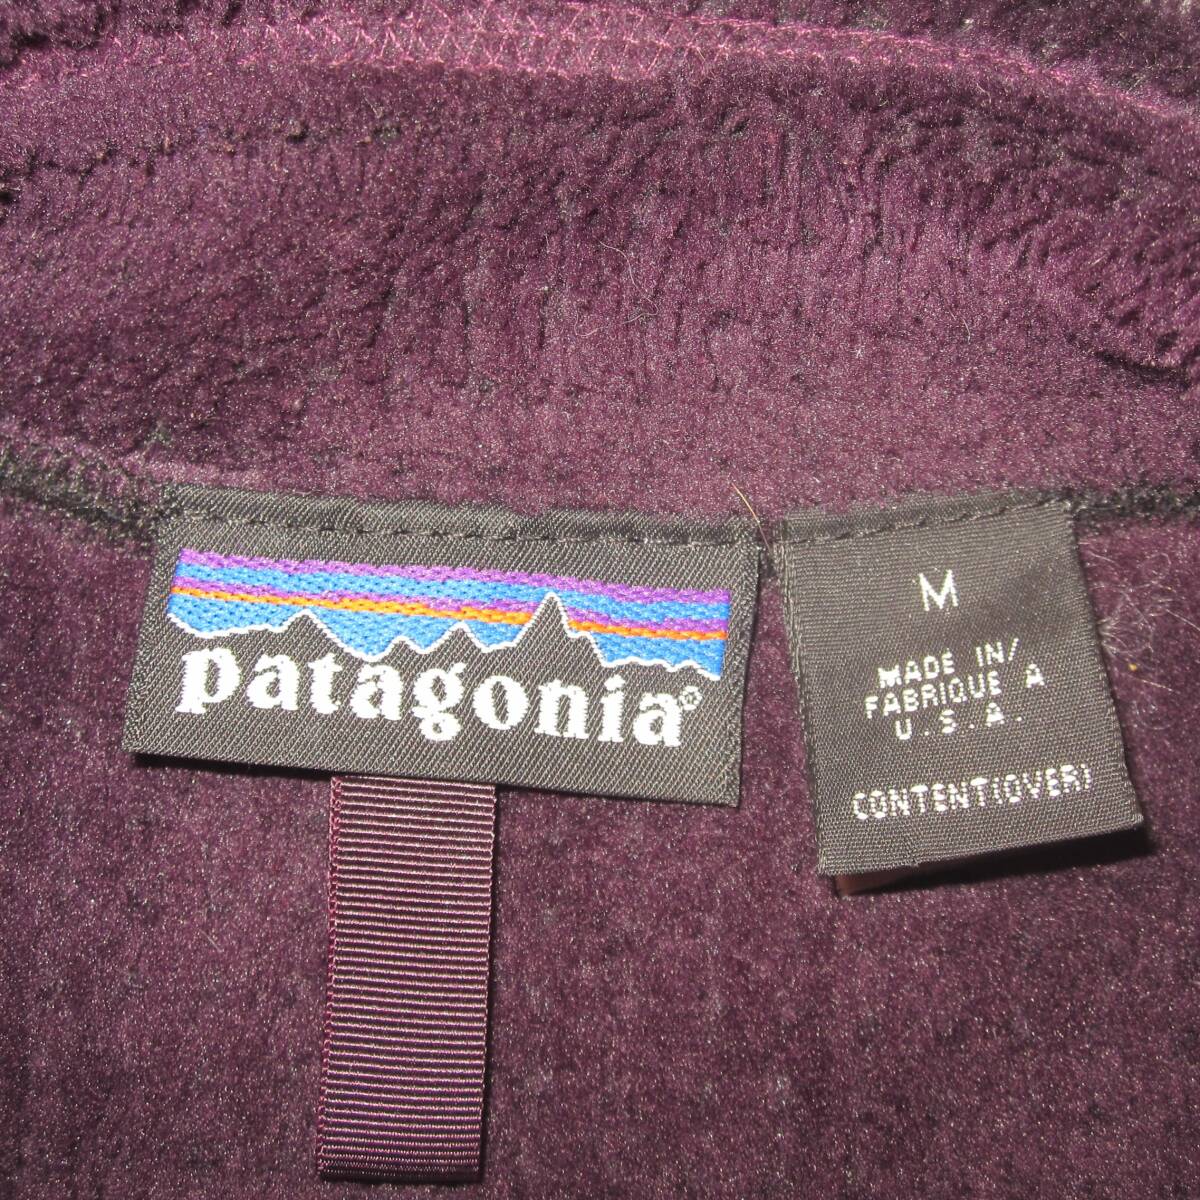 patagonia®
M
MADE IN/
FABRIQUE A
U.S.A.
CONTENT(OVER)